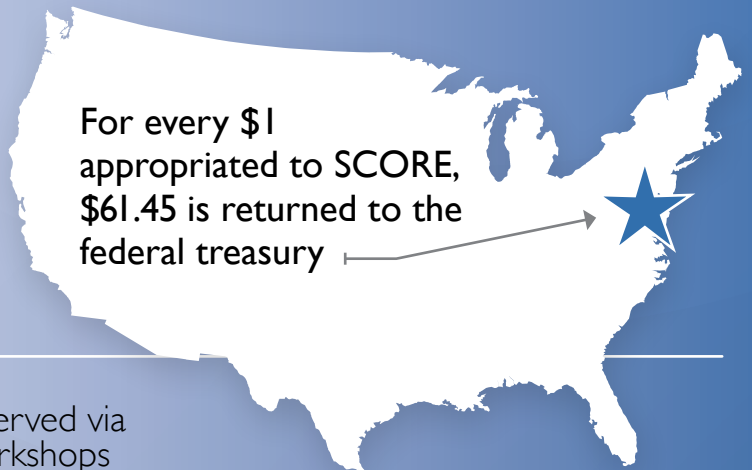 For every $1
appropriated to SCORE,
$61.45 is returned to the
federal treasury
erved via
rkshops